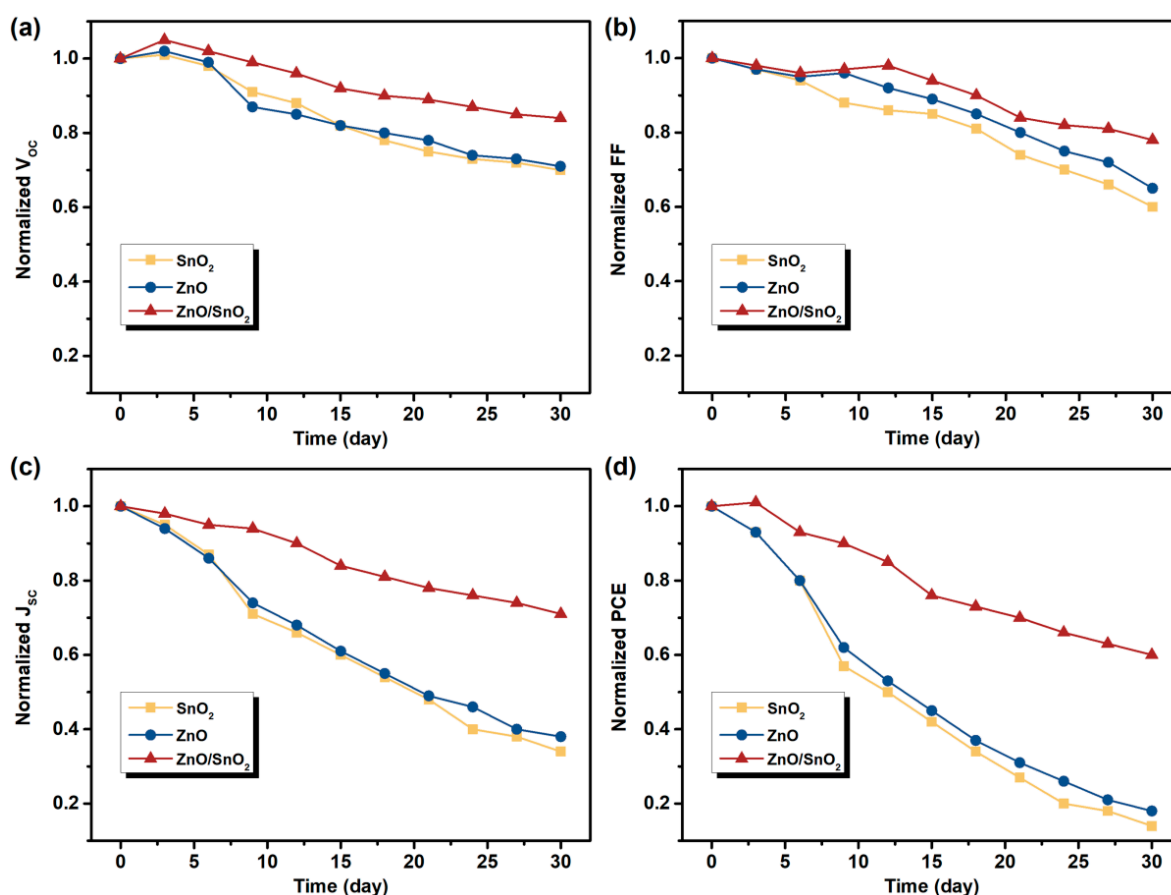 (a)
Normalized V_OC
1.0
0.8
0.6
0.4
0.2
SnO₂
ZnO
ZnO/SnO₂
0 5 10 15 20 25 30
Time (day)
(b)
Normalized FF
1.0
0.8
0.6
0.4
0.2
SnO₂
ZnO
ZnO/SnO₂
0 5 10 15 20 25 30
Time (day)
(c)
Normalized J_SC
1.0
0.8
0.6
0.4
0.2
SnO₂
ZnO
ZnO/SnO₂
0 5 10 15 20 25 30
Time (day)
(d)
Normalized PCE
1.0
0.8
0.6
0.4
0.2
SnO₂
ZnO
ZnO/SnO₂
0 5 10 15 20 25 30
Time (day)